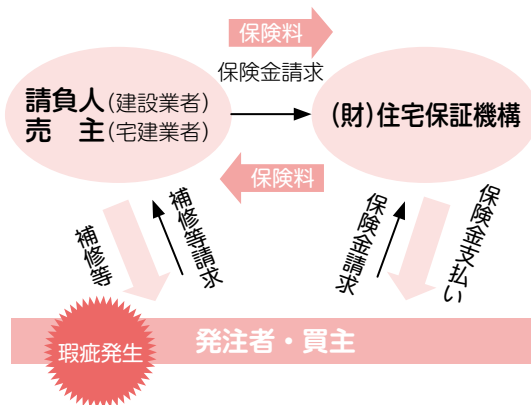 保険料
保険金請求
請負人(建設業者)
売　主(宅建業者)
(財)住宅保証機構
保険料
補修等
補修等請求
保険金請求
保険金支払い
瑕疵発生
発注者・買主